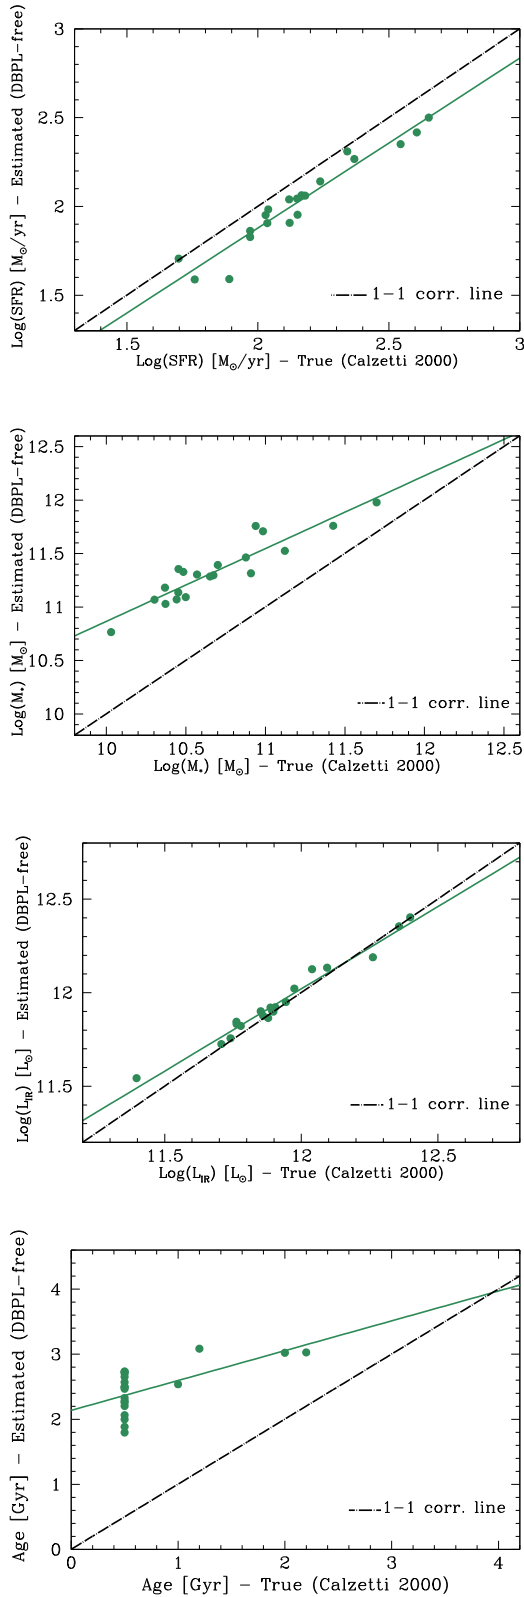 3
2.5
2
1.5
Log(SFR) [M⊙/yr] – Estimated (DBPL–free)
1–1 corr. line
1.5 2 2.5 3
Log(SFR) [M⊙/yr] – True (Calzetti 2000)
12.5
12
11.5
11
10.5
10
Log(M*) [M⊙] – Estimated (DBPL–free)
1–1 corr. line
10 10.5 11 11.5 12 12.5
Log(M*) [M⊙] – True (Calzetti 2000)
12.5
12
11.5
Log(LIR) [L⊙] – Estimated (DBPL–free)
1–1 corr. line
11.5 12 12.5
Log(LIR) [L⊙] – True (Calzetti 2000)
4
3
2
1
0
Age [Gyr] – Estimated (DBPL–free)
1–1 corr. line
0 1 2 3 4
Age [Gyr] – True (Calzetti 2000)